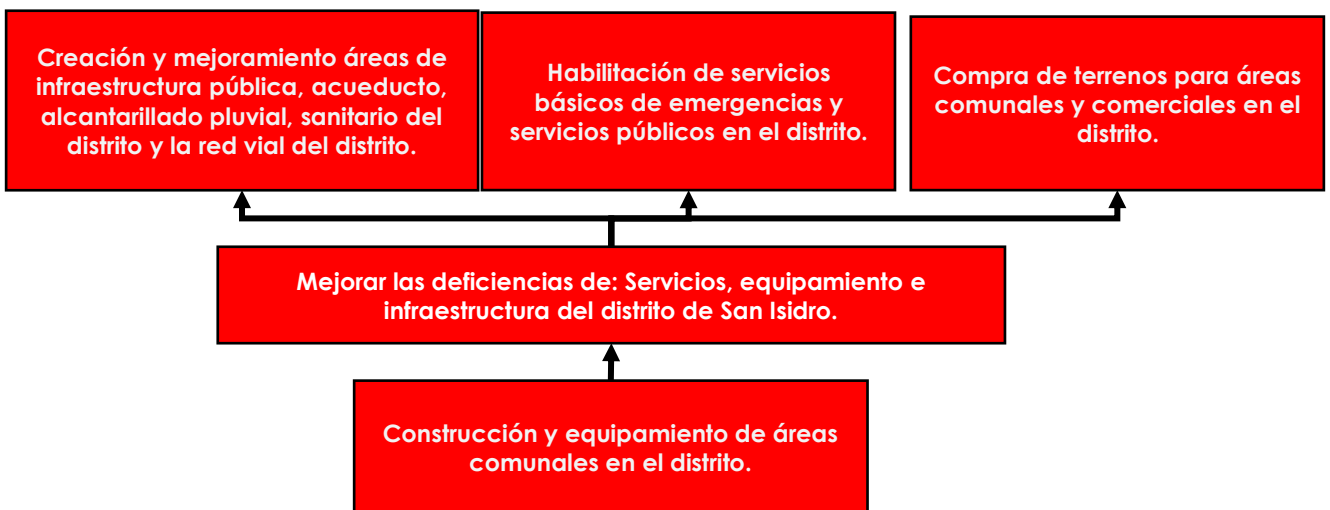 Creación y mejoramiento áreas de
infraestructura pública, acueducto,
alcantarillado pluvial, sanitario del
distrito y la red vial del distrito.
Habilitación de servicios
básicos de emergencias y
servicios públicos en el distrito.
Compra de terrenos para áreas
comunales y comerciales en el
distrito.
Mejorar las deficiencias de: Servicios, equipamiento e
infraestructura del distrito de San Isidro.
Construcción y equipamiento de áreas
comunales en el distrito.